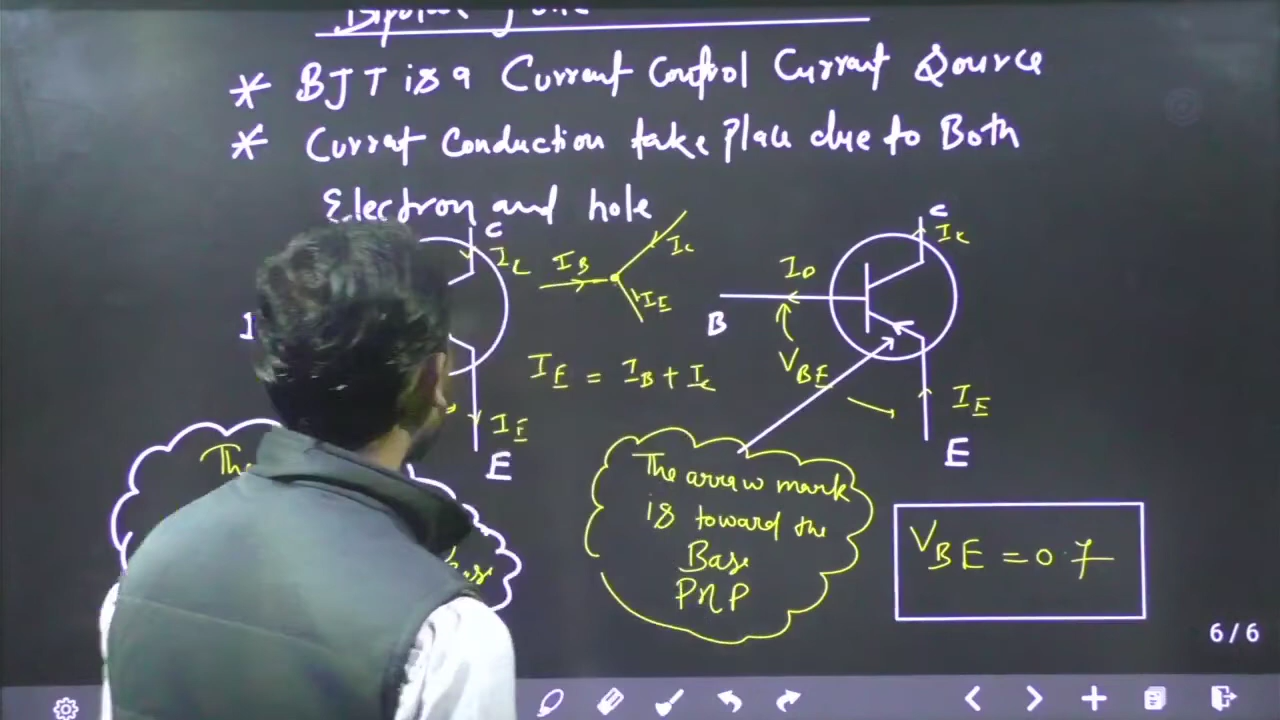 Bipolar
* BJT is a Current Control Current Source
* Current Conduction take Place due to Both
Electron and hole
C
IC
IE
E
IB
IC
IE
IE = IB + IC
C
IC
IB
B
VBE
IE
E
The
The arrow mark
is toward the
Base
PNP
VBE = 0.7
6/6